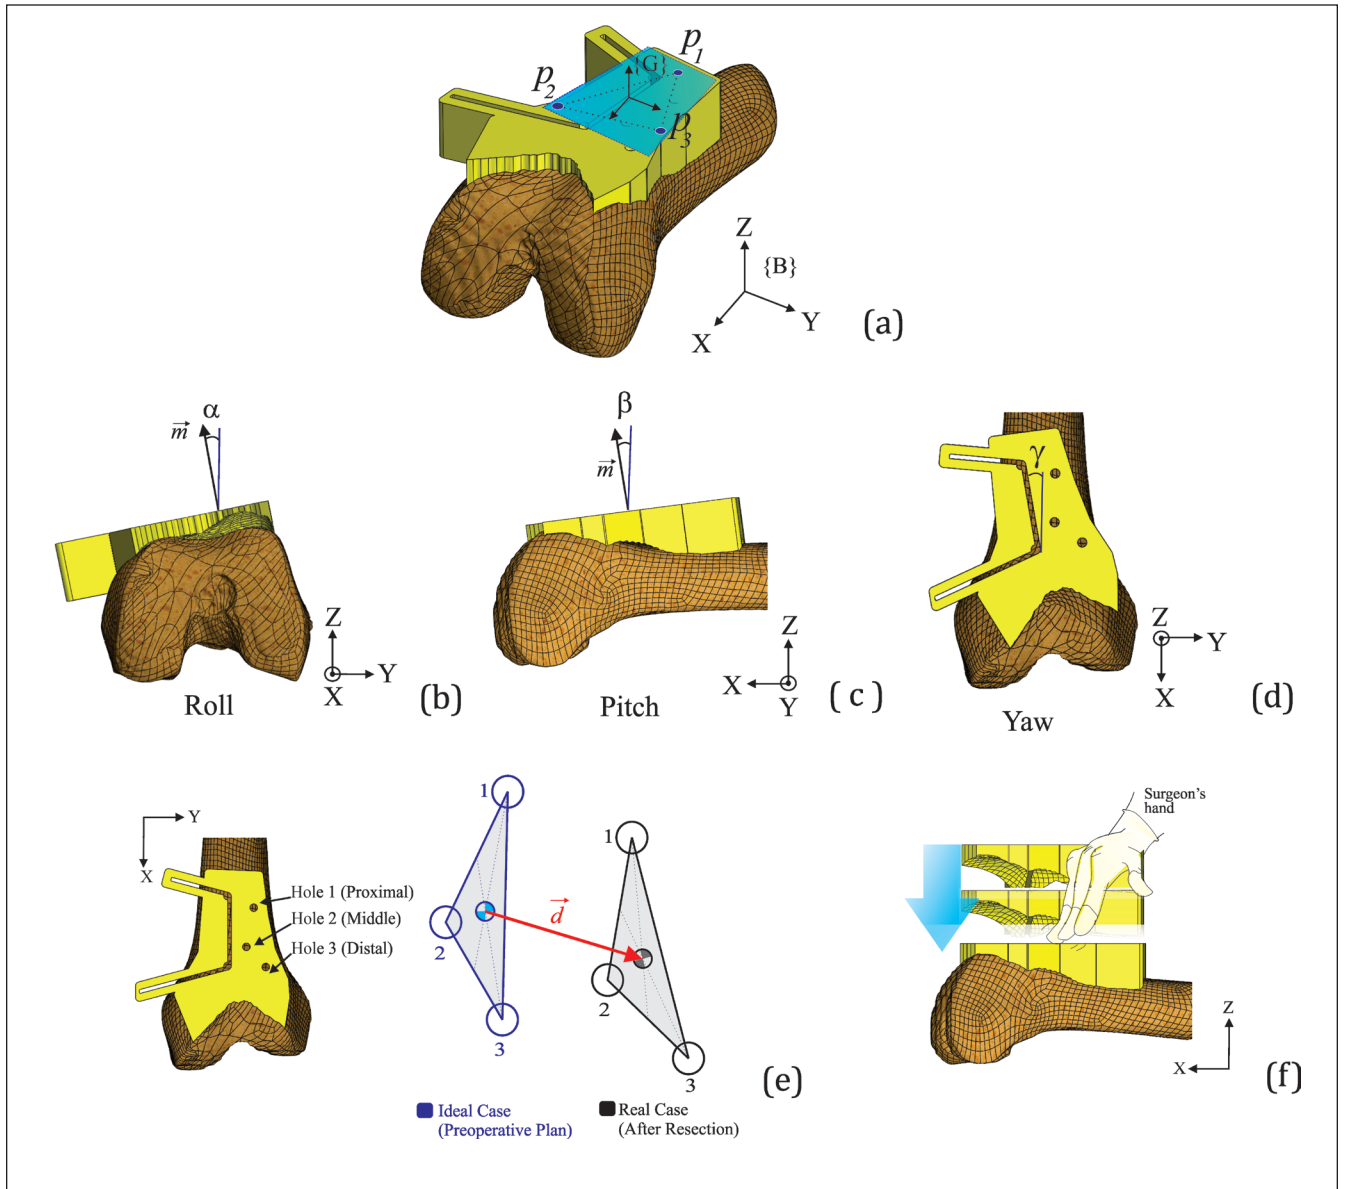 p1
{G}
p2
p3
Z
{B}
Y
X
(a)
α
m
Z
Y
X
Roll
(b)
β
m
Z
X
Y
Pitch
( c )
γ
Z
Y
X
Yaw
(d)
Y
X
Hole 1 (Proximal)
Hole 2 (Middle)
Hole 3 (Distal)
1
2
3
d
1
2
3
(e)
Ideal Case
(Preoperative Plan)
Real Case
(After Resection)
Surgeon's
hand
Z
X
(f)